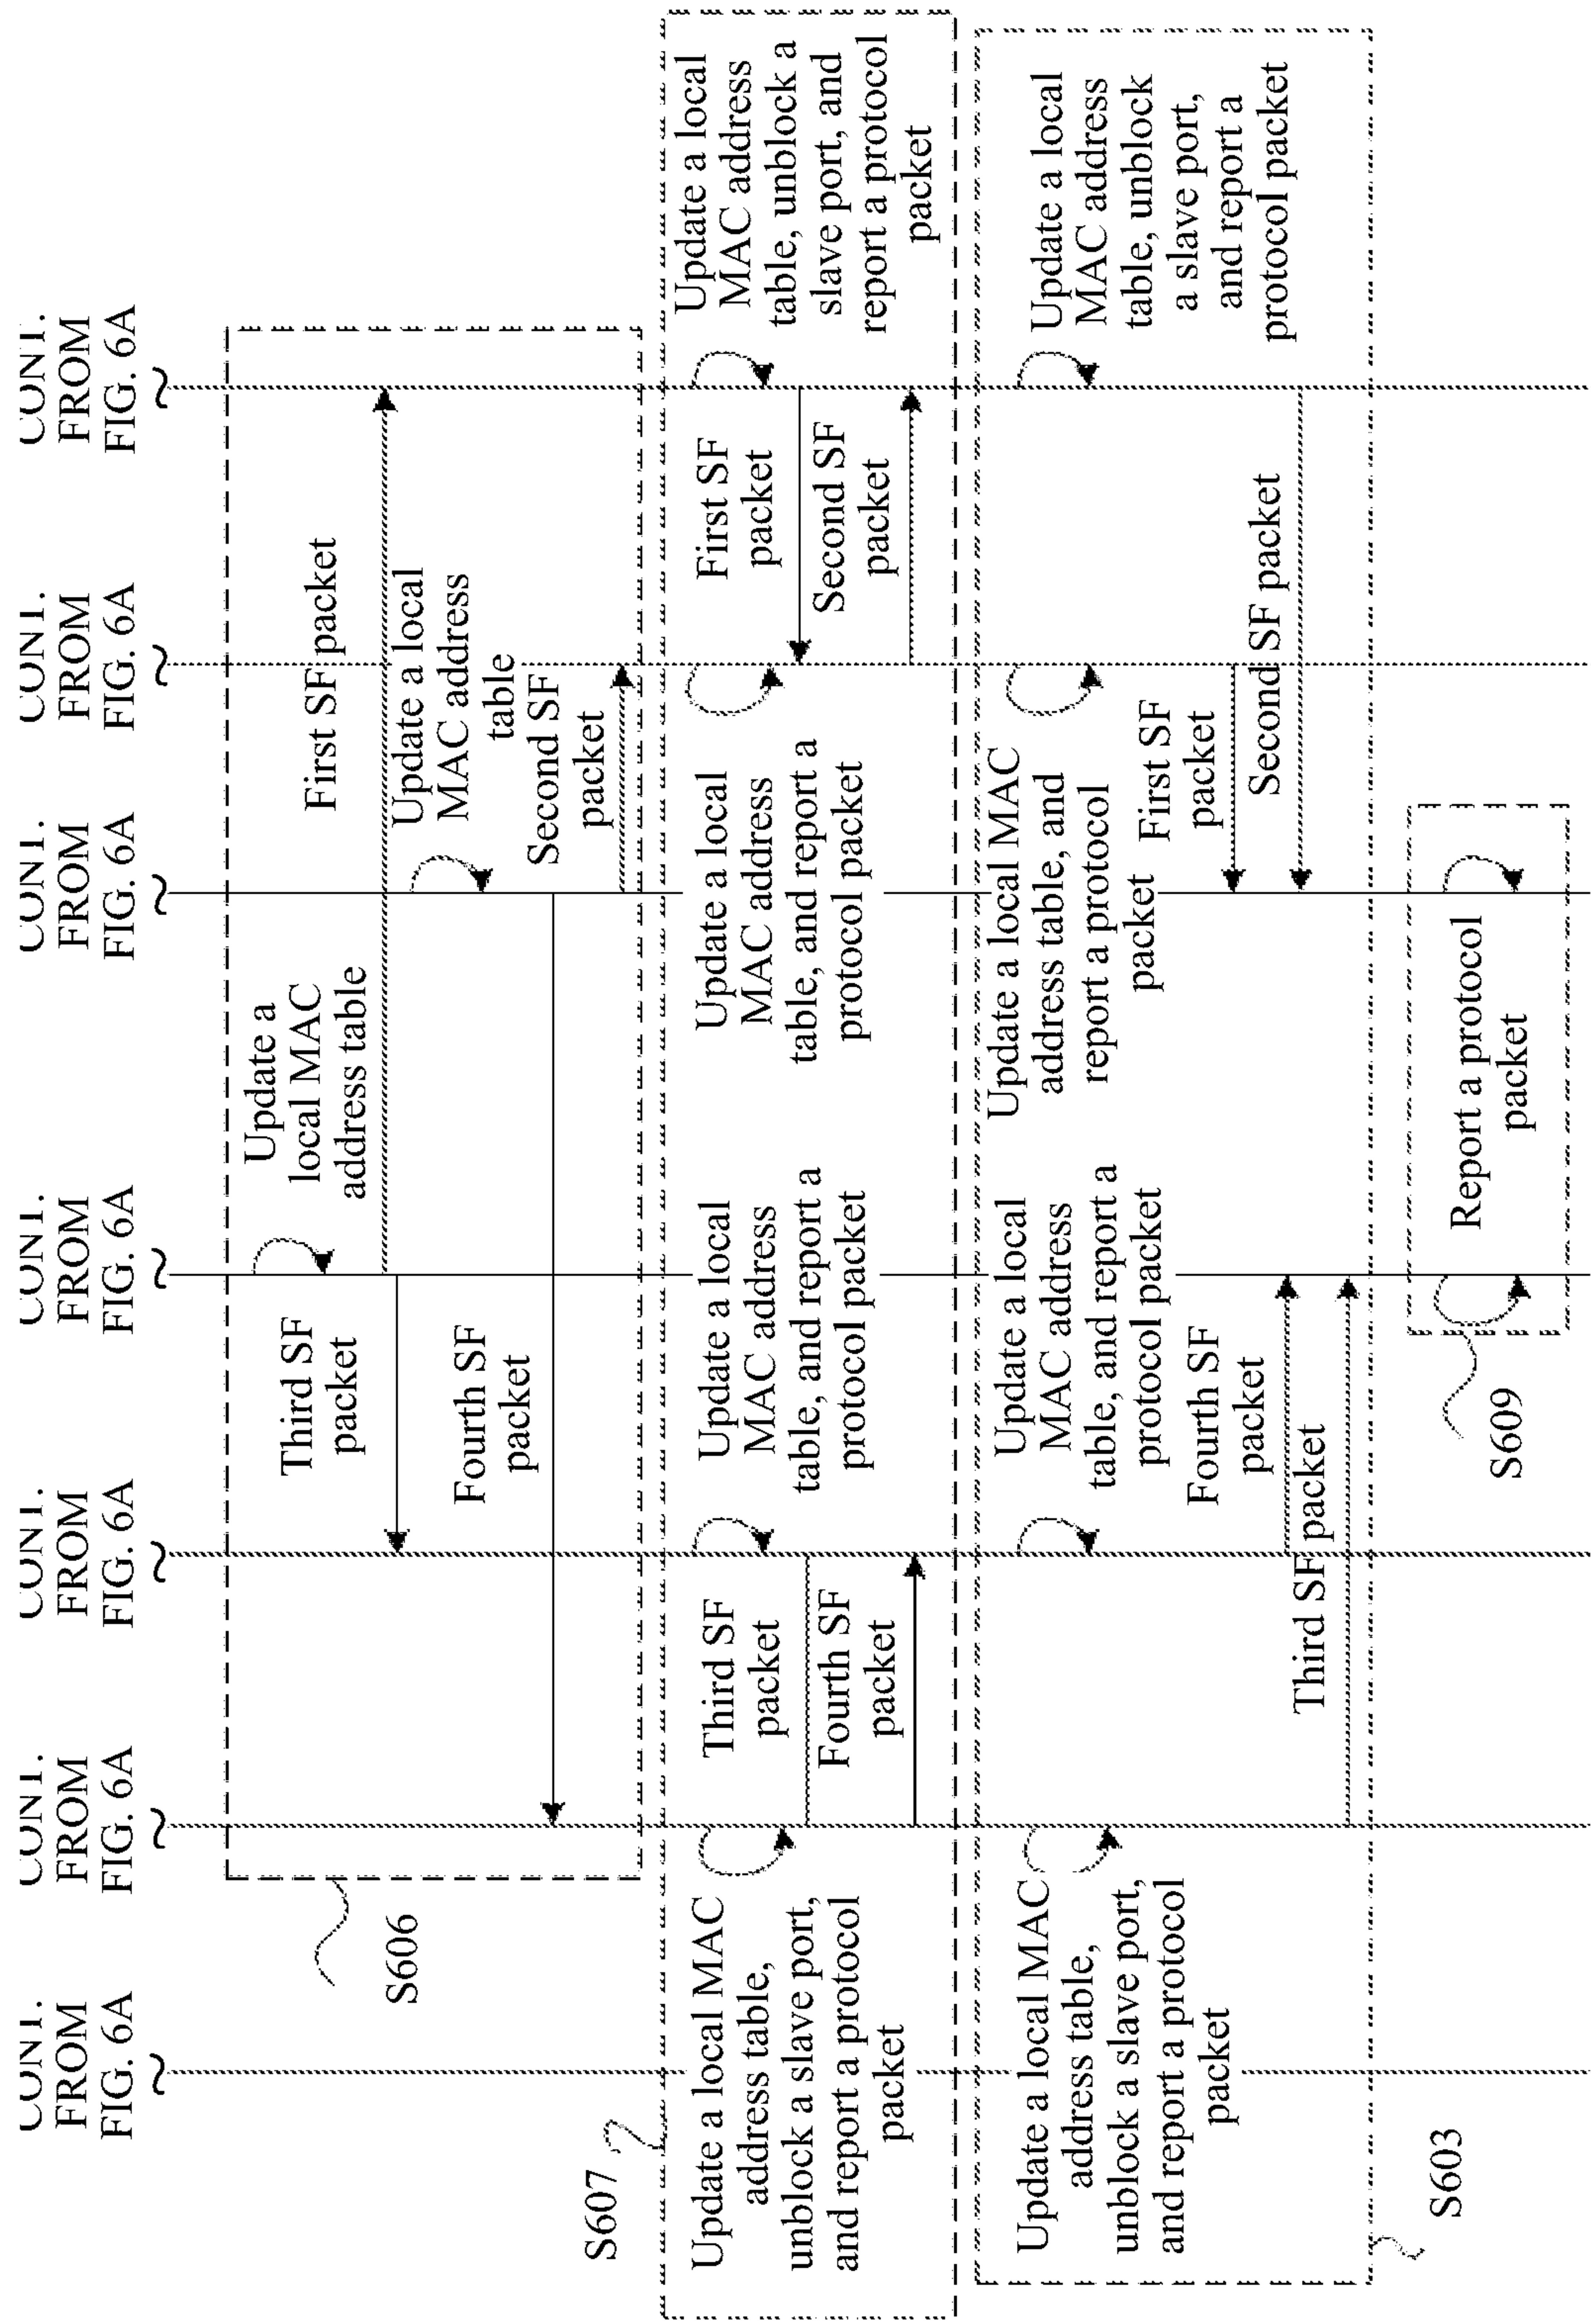 CONT.
FROM
FIG. 6A
CONT.
FROM
FIG. 6A
CONT.
FROM
FIG. 6A
CONT.
FROM
FIG. 6A
CONT.
FROM
FIG. 6A
CONT.
FROM
FIG. 6A
CONT.
FROM
FIG. 6A
S606
Update a
local MAC
address table
Third SF
packet
First SF packet
Update a local
MAC address
table
Fourth SF
packet
Second SF
packet
S607
Update a local MAC
address table,
unblock a slave port,
and report a protocol
packet
Third SF
packet
Fourth SF
packet
Update a local
MAC address
table, and report a
protocol packet
Update a local
MAC address
table, and report a
protocol packet
First SF
packet
Second SF
packet
Update a local
MAC address
table, unblock a
slave port, and
report a protocol
packet
Update a local MAC
address table,
unblock a slave port,
and report a protocol
packet
Update a local
MAC address
table, and report a
protocol packet
Fourth SF
packet
Third SF packet
Update a local MAC
address table, and
report a protocol
packet
First SF
packet
Second SF packet
Update a local
MAC address
table, unblock
a slave port,
and report a
protocol packet
S603
S609
Report a protocol
packet